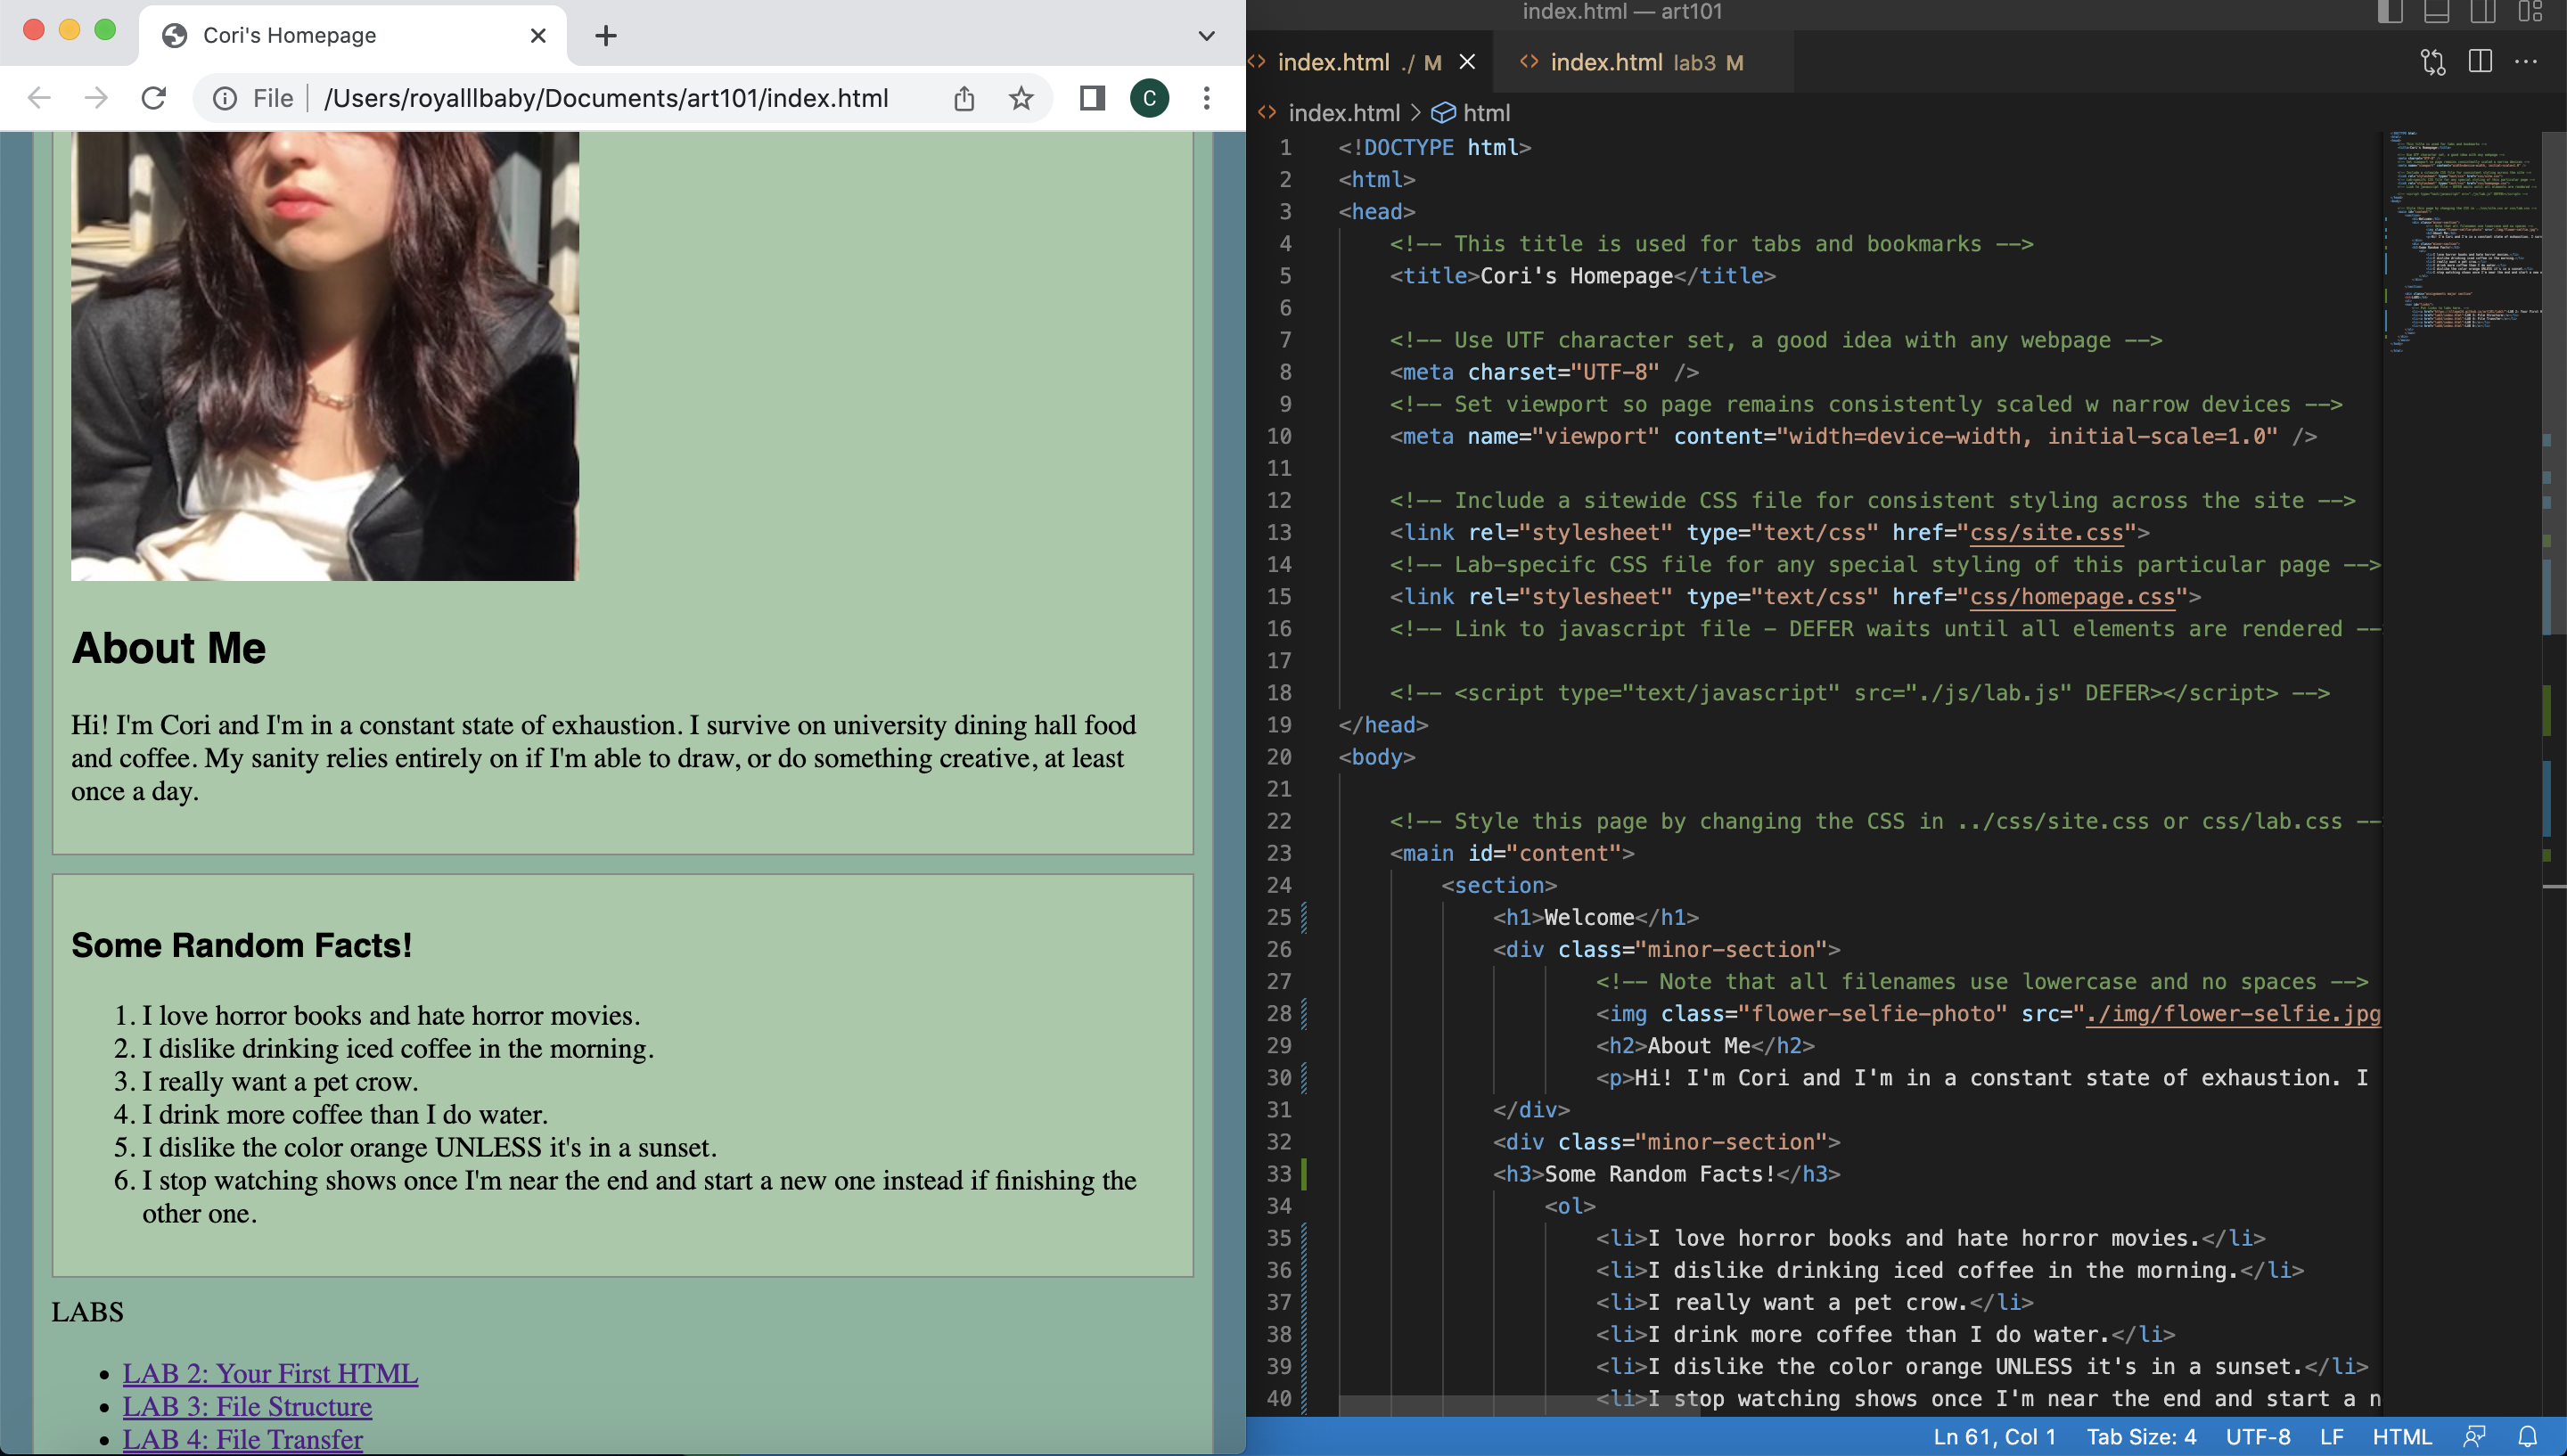 Cori's Homepage
File /Users/royalllbaby/Documents/art101/index.html
C
About Me
Hi! I'm Cori and I'm in a constant state of exhaustion. I survive on university dining hall food
and coffee. My sanity relies entirely on if I'm able to draw, or do something creative, at least
once a day.
Some Random Facts!
1. I love horror books and hate horror movies.
2. I dislike drinking iced coffee in the morning.
3. I really want a pet crow.
4. I drink more coffee than I do water.
5. I dislike the color orange UNLESS it's in a sunset.
6. I stop watching shows once I'm near the end and start a new one instead if finishing the
other one.
LABS
• LAB 2: Your First HTML
• LAB 3: File Structure
• LAB 4: File Transfer
index.html — art101
index.html ./ M
index.html lab3 M
index.html > html
1 <!DOCTYPE html>
2 <html>
3 <head>
4 <!-- This title is used for tabs and bookmarks -->
5 <title>Cori's Homepage</title>
6
7 <!-- Use UTF character set, a good idea with any webpage -->
8 <meta charset="UTF-8" />
9 <!-- Set viewport so page remains consistently scaled w narrow devices -->
10 <meta name="viewport" content="width=device-width, initial-scale=1.0" />
11
12 <!-- Include a sitewide CSS file for consistent styling across the site -->
13 <link rel="stylesheet" type="text/css" href="css/site.css">
14 <!-- Lab-specifc CSS file for any special styling of this particular page -->
15 <link rel="stylesheet" type="text/css" href="css/homepage.css">
16 <!-- Link to javascript file - DEFER waits until all elements are rendered --
17
18 <!-- <script type="text/javascript" src="./js/lab.js" DEFER></script> -->
19 </head>
20 <body>
21
22 <!-- Style this page by changing the CSS in ../css/site.css or css/lab.css --
23 <main id="content">
24 <section>
25 <h1>Welcome</h1>
26 <div class="minor-section">
27 <!-- Note that all filenames use lowercase and no spaces -->
28 <img class="flower-selfie-photo" src="./img/flower-selfie.jpg
29 <h2>About Me</h2>
30 <p>Hi! I'm Cori and I'm in a constant state of exhaustion. I
31 </div>
32 <div class="minor-section">
33 <h3>Some Random Facts!</h3>
34 <ol>
35 <li>I love horror books and hate horror movies.</li>
36 <li>I dislike drinking iced coffee in the morning.</li>
37 <li>I really want a pet crow.</li>
38 <li>I drink more coffee than I do water.</li>
39 <li>I dislike the color orange UNLESS it's in a sunset.</li>
40 <li>I stop watching shows once I'm near the end and start a n
Ln 61, Col 1 Tab Size: 4 UTF-8 LF HTML